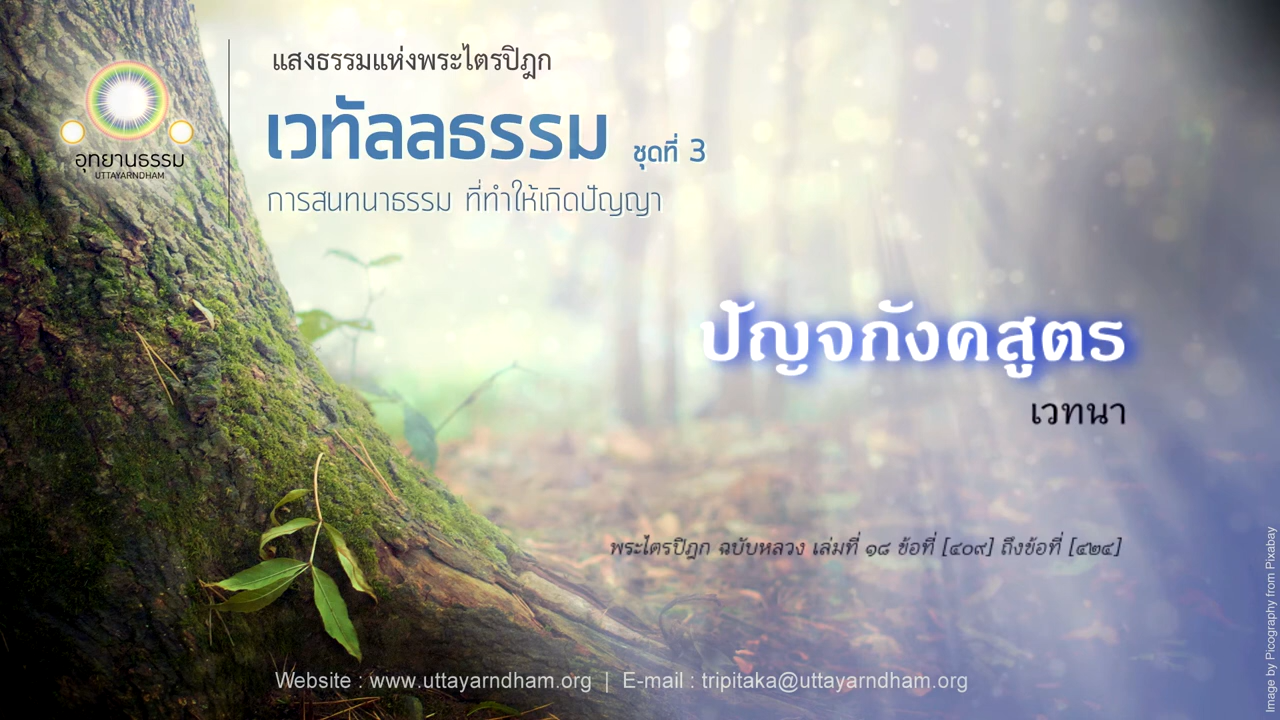 แสงธรรมแห่งพระไตรปิฎก
เวทัลลธรรม ชุดที่ 3
การสนทนาธรรม ที่ทำให้เกิดปัญญา
อุทยานธรรม
UTTAYARNDHAM
ปัญจกังคสูตร
เวทนา
พระไตรปิฎก ฉบับหลวง เล่มที่ ๑๘ ข้อที่ [๔๐๙] ถึงข้อที่ [๔๒๔]
Website : www.uttayarndham.org | E-mail : tripitaka@uttayarndham.org
Image by Picography from Pixabay